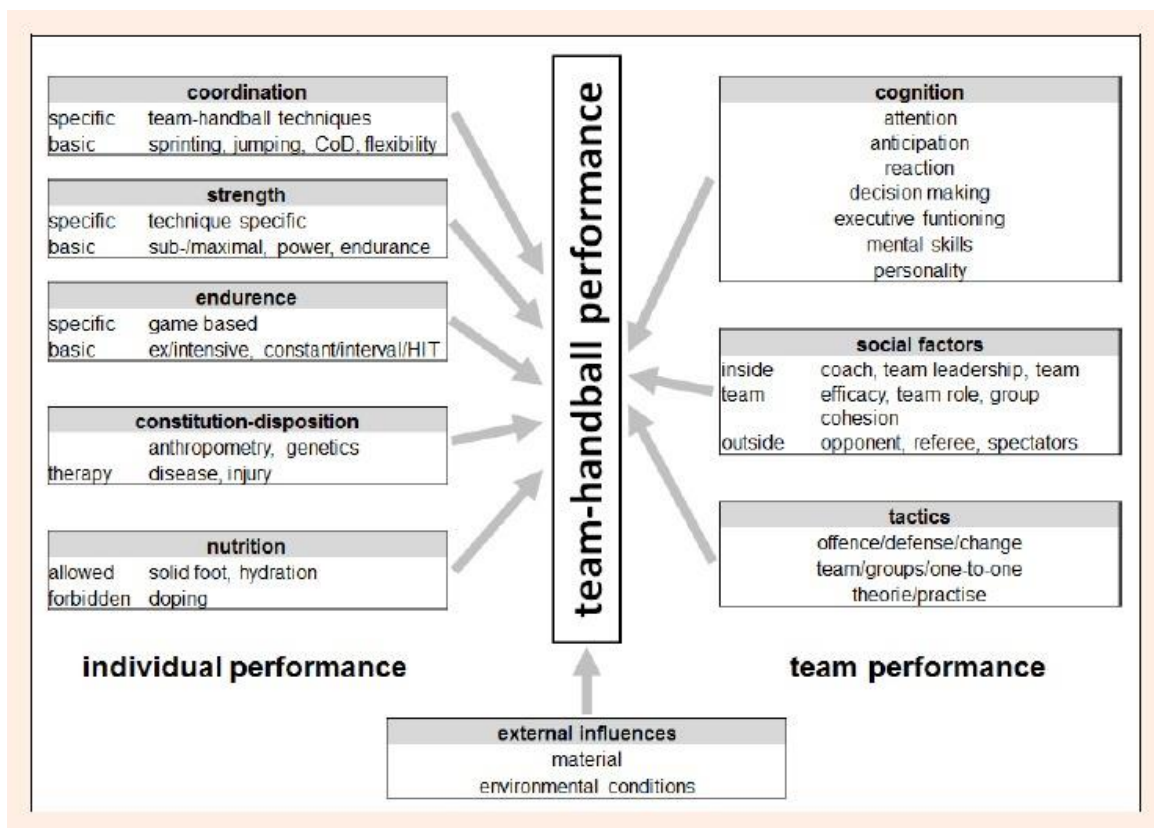 coordination
specific team-handball techniques
basic sprinting, jumping, CoD, flexibility
strength
specific technique specific
basic sub-/maximal, power, endurance
endurence
specific game based
basic ex/intensive, constant/interval/HIT
constitution-disposition
anthropometry, genetics
therapy disease, injury
nutrition
allowed solid foot, hydration
forbidden doping
individual performance
team-handball performance
cognition
attention
anticipation
reaction
decision making
executive funtioning
mental skills
personality
social factors
inside coach, team leadership, team
team efficacy, team role, group
cohesion
outside opponent, referee, spectators
tactics
offence/defense/change
team/groups/one-to-one
theorie/practise
team performance
external influences
material
environmental conditions